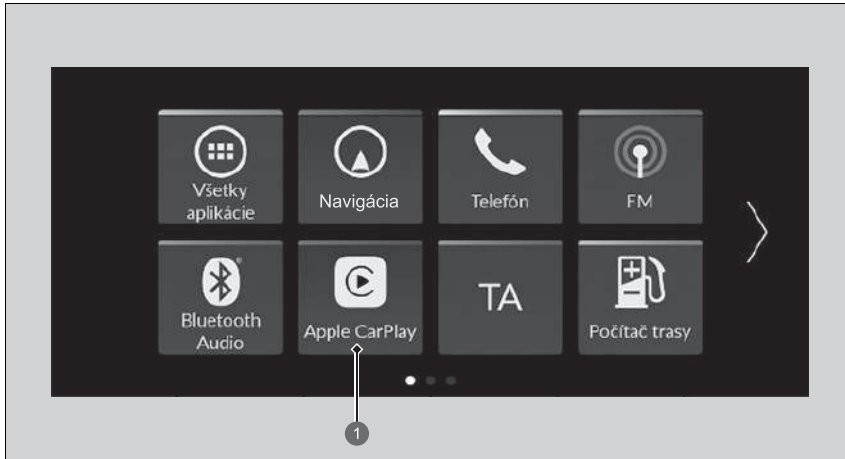 Všetky
aplikácie
Navigácia
Telefón
FM
Bluetooth
Audio
Apple CarPlay
TA
Počítač trasy
1